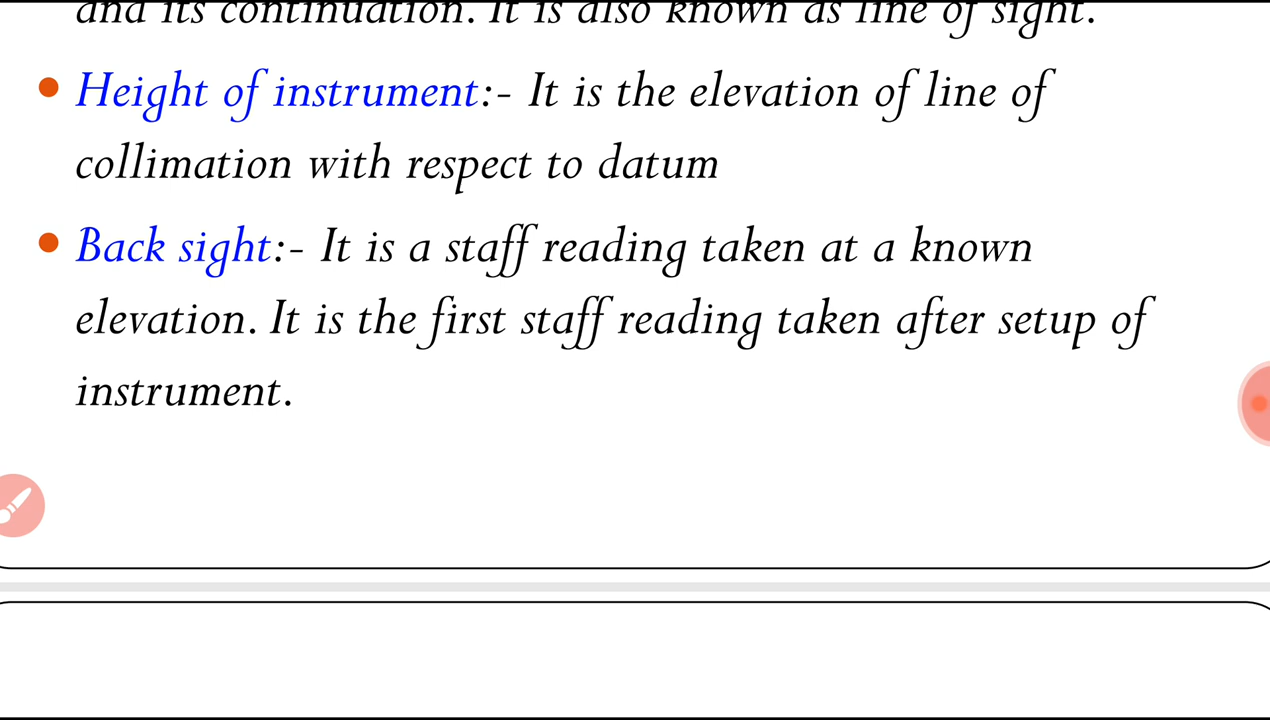 and its continuation. It is also known as line of sight.
• Height of instrument:- It is the elevation of line of
collimation with respect to datum
• Back sight:- It is a staff reading taken at a known
elevation. It is the first staff reading taken after setup of
instrument.